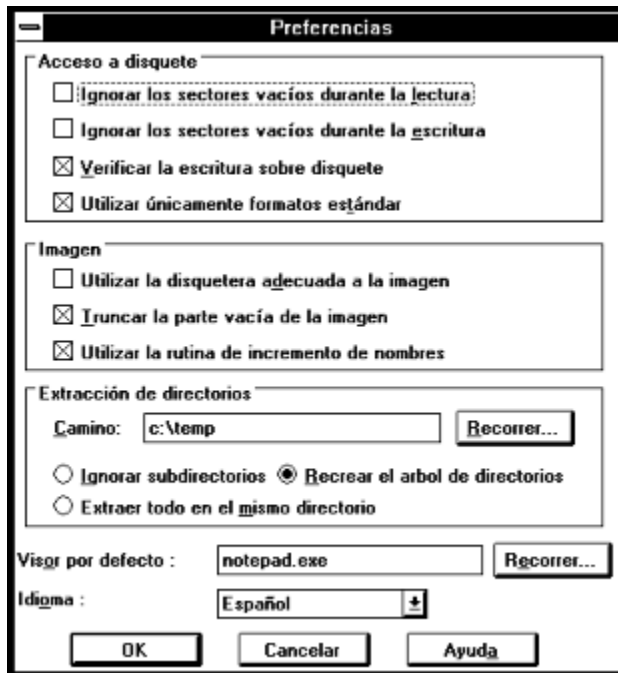 Preferencias
Acceso a disquete
Ignorar los sectores vacíos durante la lectura
Ignorar los sectores vacíos durante la escritura
Verificar la escritura sobre disquete
Utilizar únicamente formatos estándar
Imagen
Utilizar la disquetera adecuada a la imagen
Truncar la parte vacía de la imagen
Utilizar la rutina de incremento de nombres
Extracción de directorios
Camino: c:\temp Recorrer...
Ignorar subdirectorios Recrear el arbol de directorios
Extraer todo en el mismo directorio
Visor por defecto : notepad.exe Recorrer...
Idioma : Español
OK Cancelar Ayuda